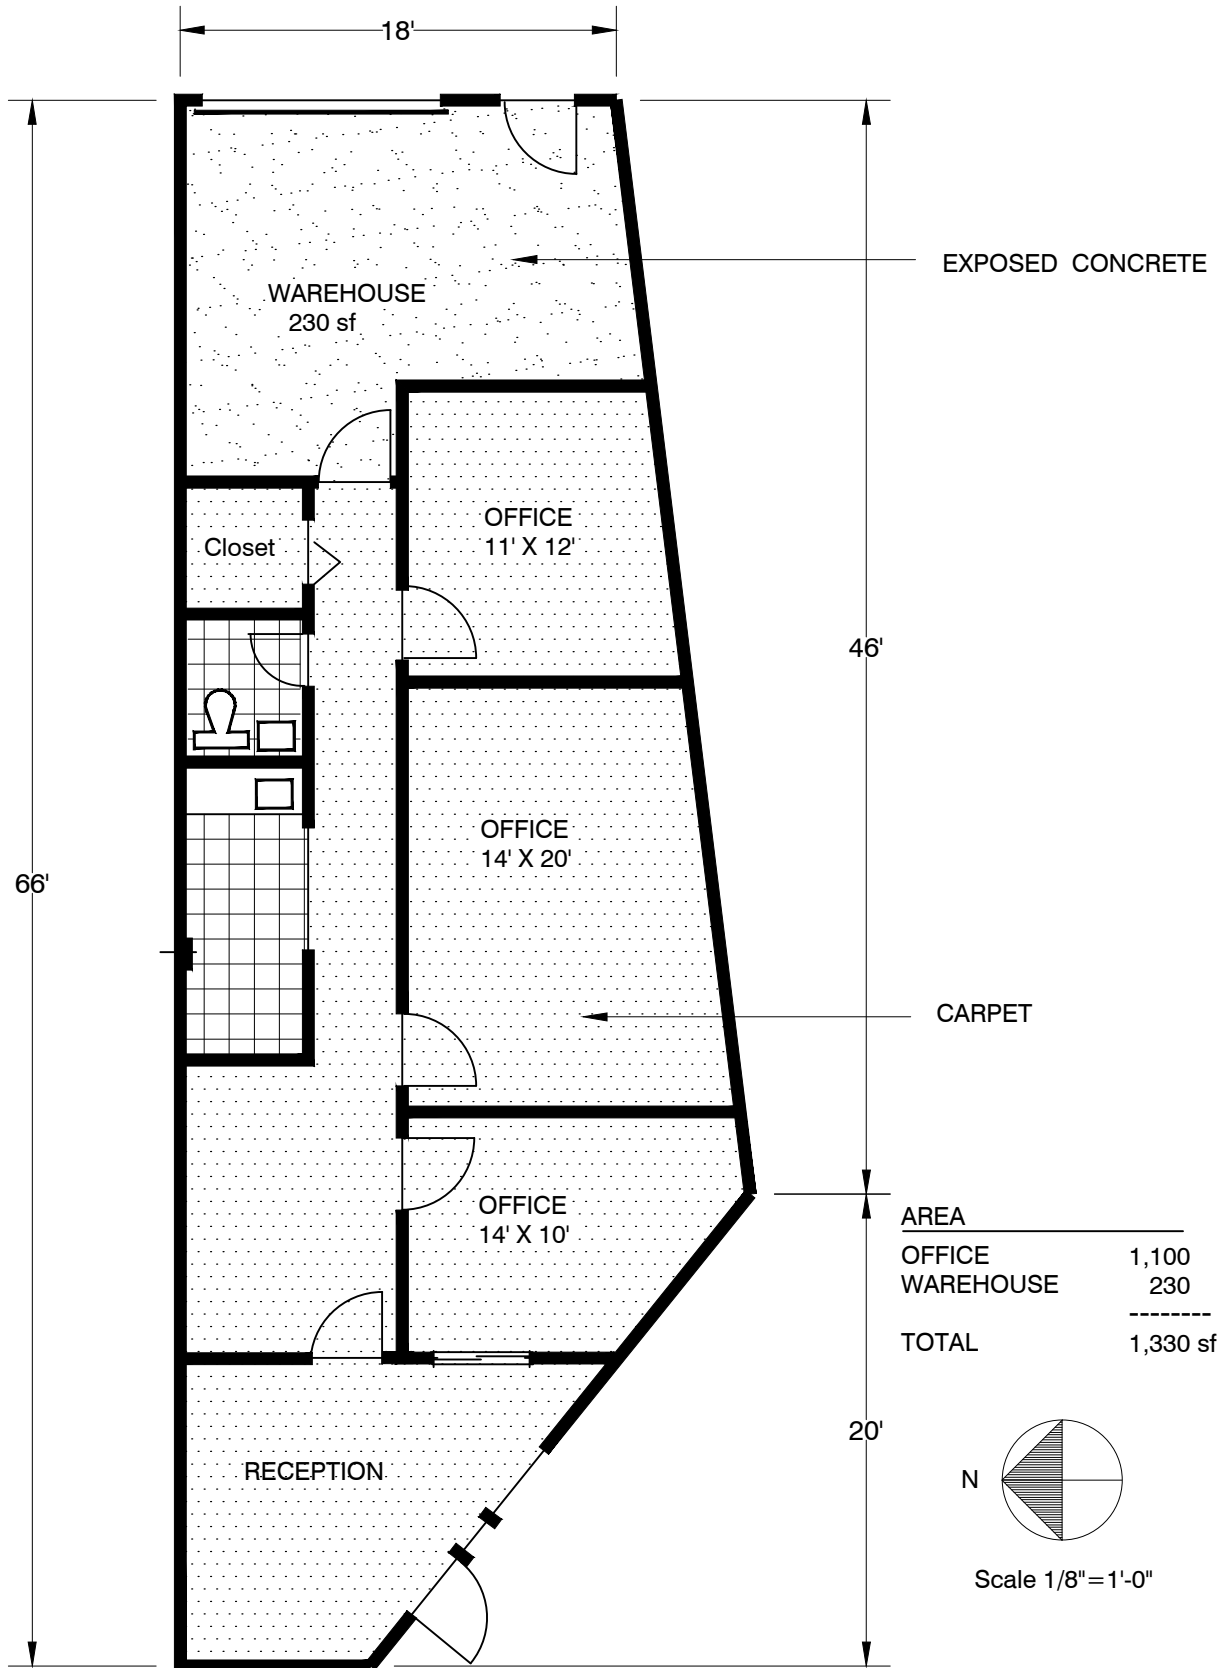 18'
EXPOSED CONCRETE
WAREHOUSE
230 sf
OFFICE
11' X 12'
Closet
46'
OFFICE
14' X 20'
66'
CARPET
OFFICE
14' X 10'
AREA
OFFICE 1,100
WAREHOUSE 230
--------
TOTAL 1,330 sf
20'
RECEPTION
N
Scale 1/8"=1'-0"